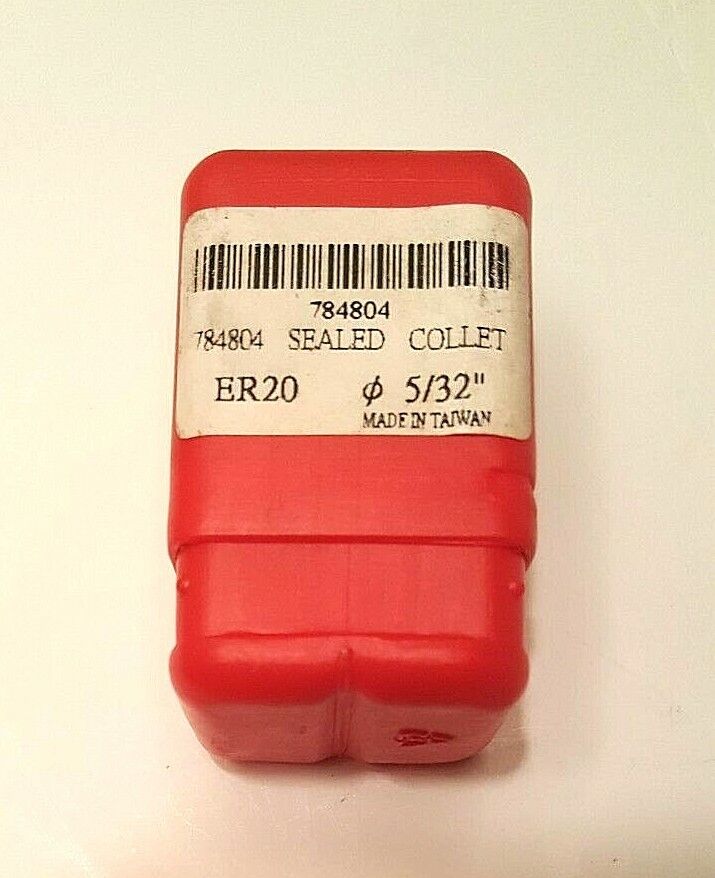 784804
784804 SEALED COLLET
ER20 ϕ 5/32"
MADE IN TAIWAN